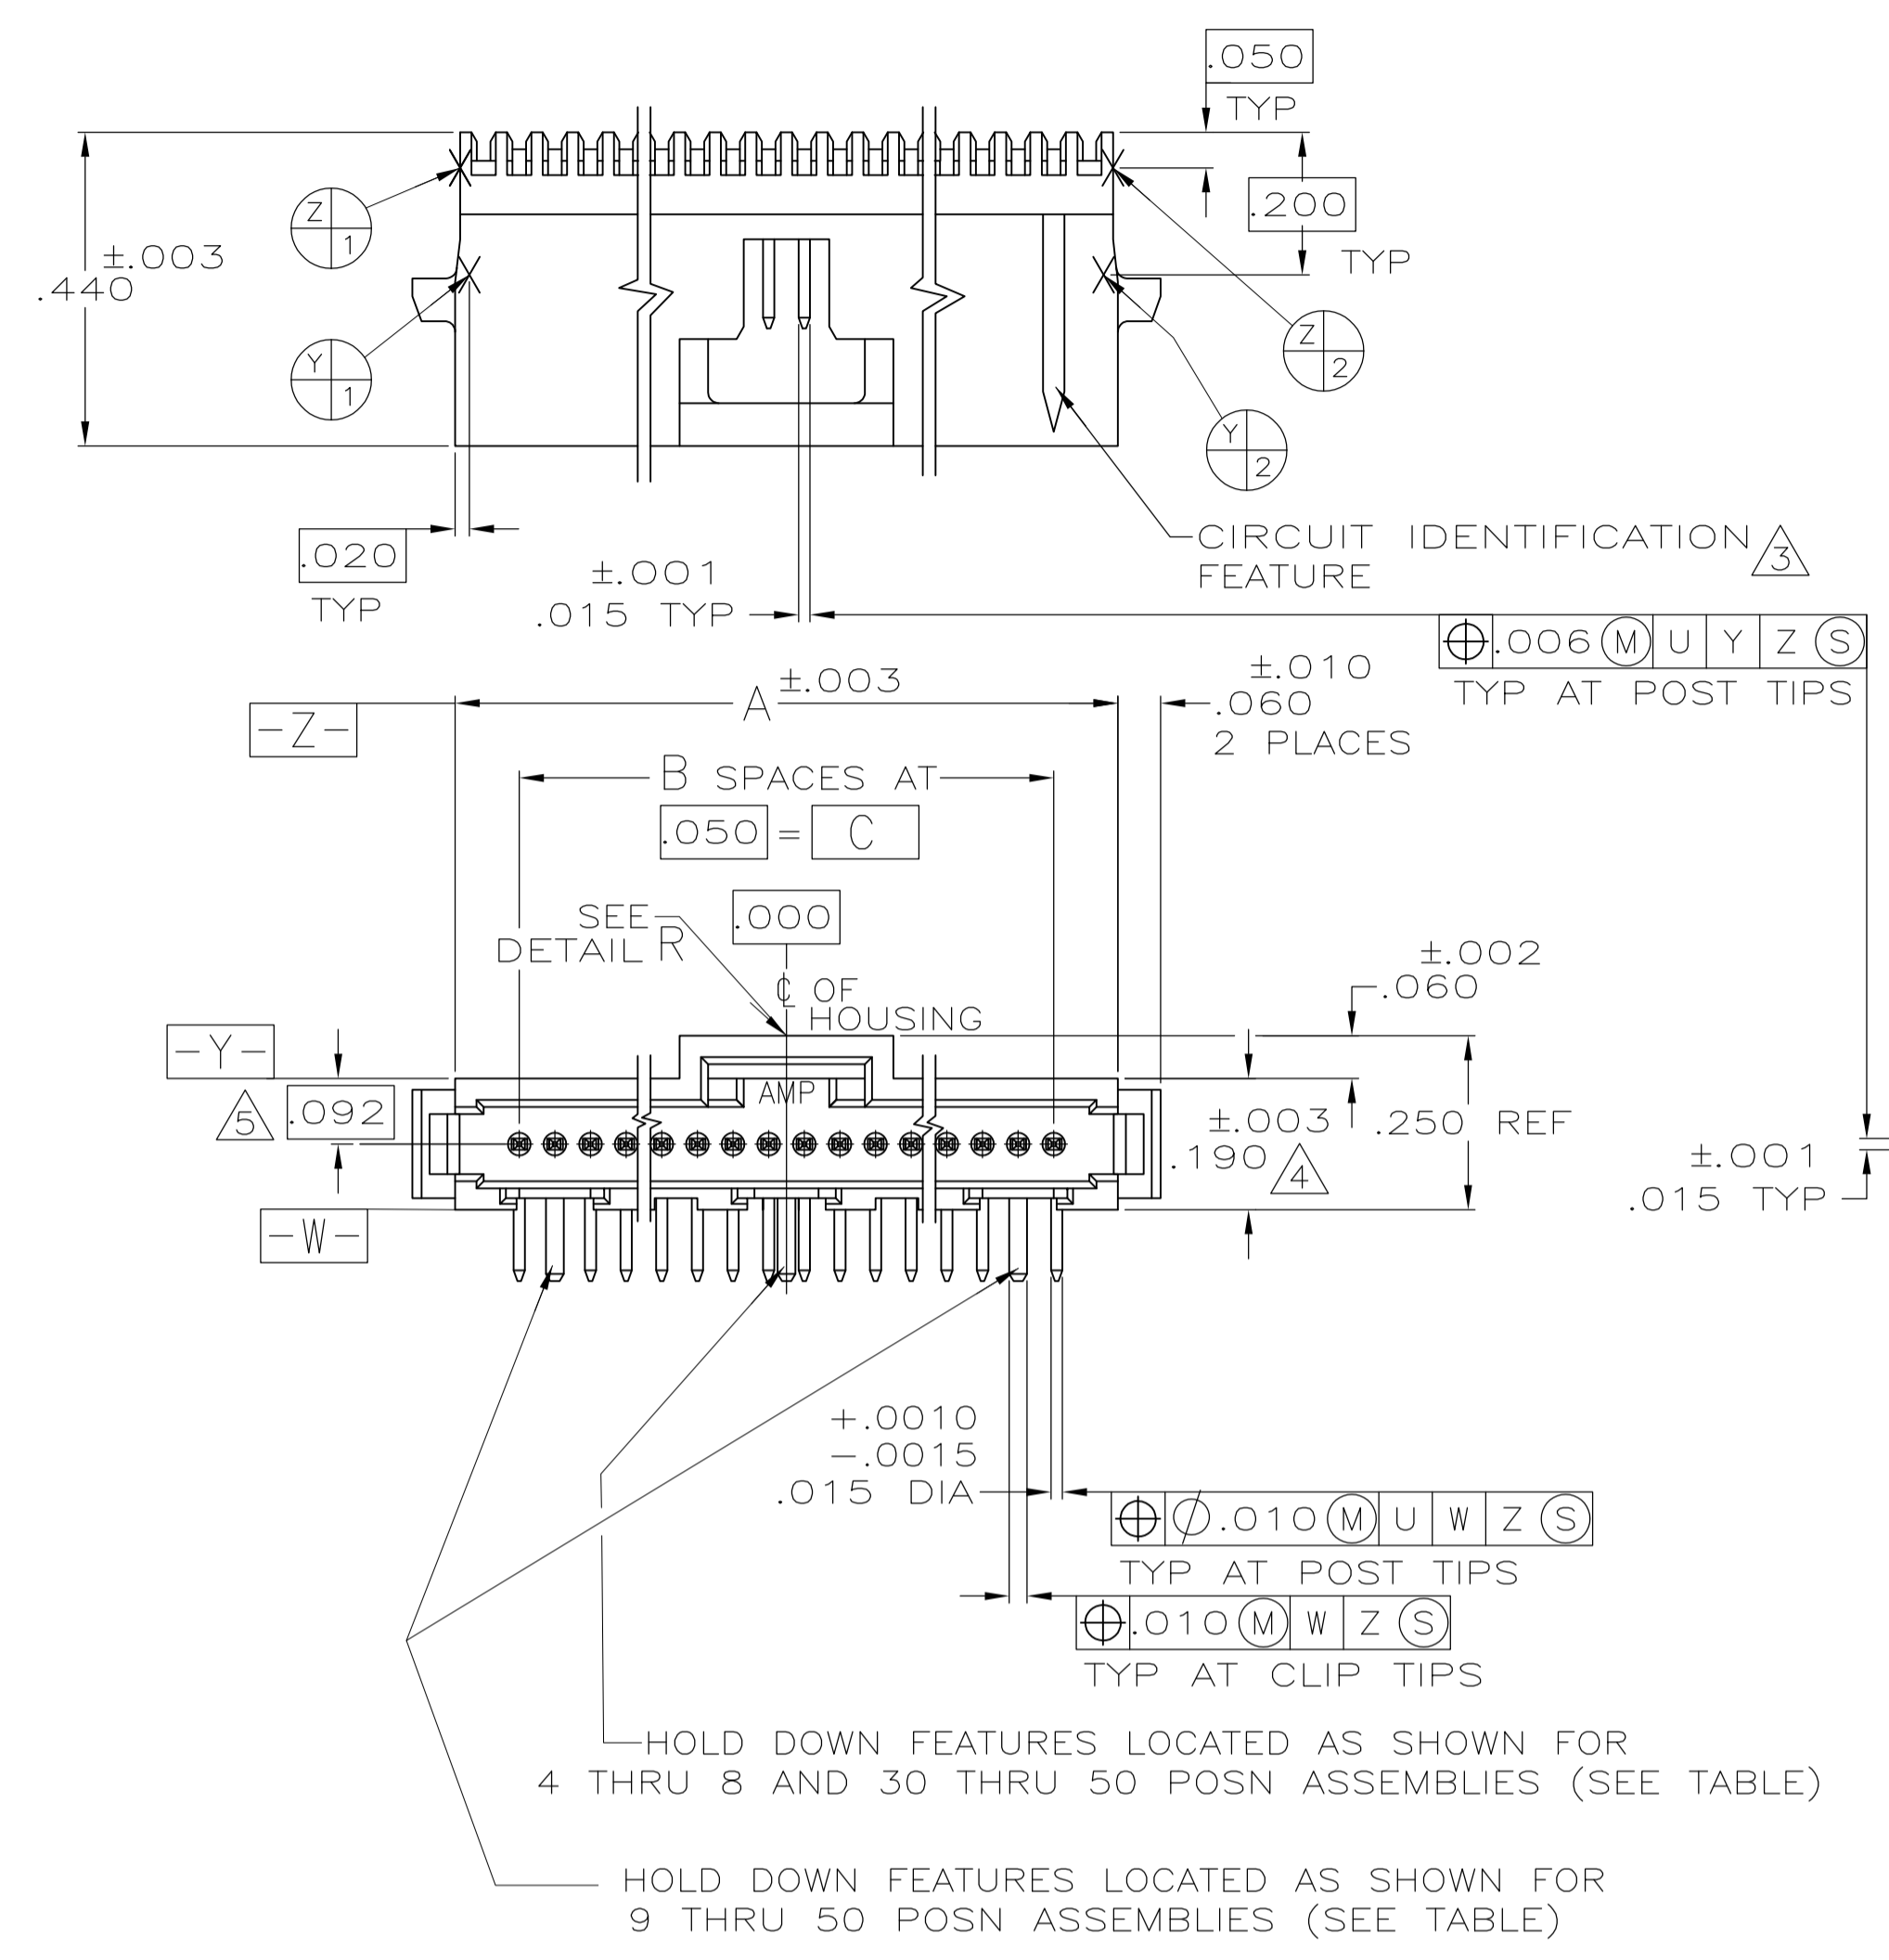 .050
TYP
.200
TYP
±.003
.440
Z
1
Y
1
Z
2
Y
2
.020
TYP
±.001
.015 TYP
CIRCUIT IDENTIFICATION 3
FEATURE
⌖ .006 Ⓜ U Y Z Ⓢ
TYP AT POST TIPS
±.003
A
-Z-
±.010
.060
2 PLACES
B SPACES AT
.050 = C
SEE
DETAIL R
.000
℄ OF
HOUSING
±.002
.060
-Y-
5 .092
AMP
±.003
.190 4
.250 REF
±.001
.015 TYP
-W-
+.0010
-.0015
.015 DIA
⌖ ⌀.010 Ⓜ U W Z Ⓢ
TYP AT POST TIPS
⌖ .010 Ⓜ W Z Ⓢ
TYP AT CLIP TIPS
HOLD DOWN FEATURES LOCATED AS SHOWN FOR
4 THRU 8 AND 30 THRU 50 POSN ASSEMBLIES (SEE TABLE)
HOLD DOWN FEATURES LOCATED AS SHOWN FOR
9 THRU 50 POSN ASSEMBLIES (SEE TABLE)